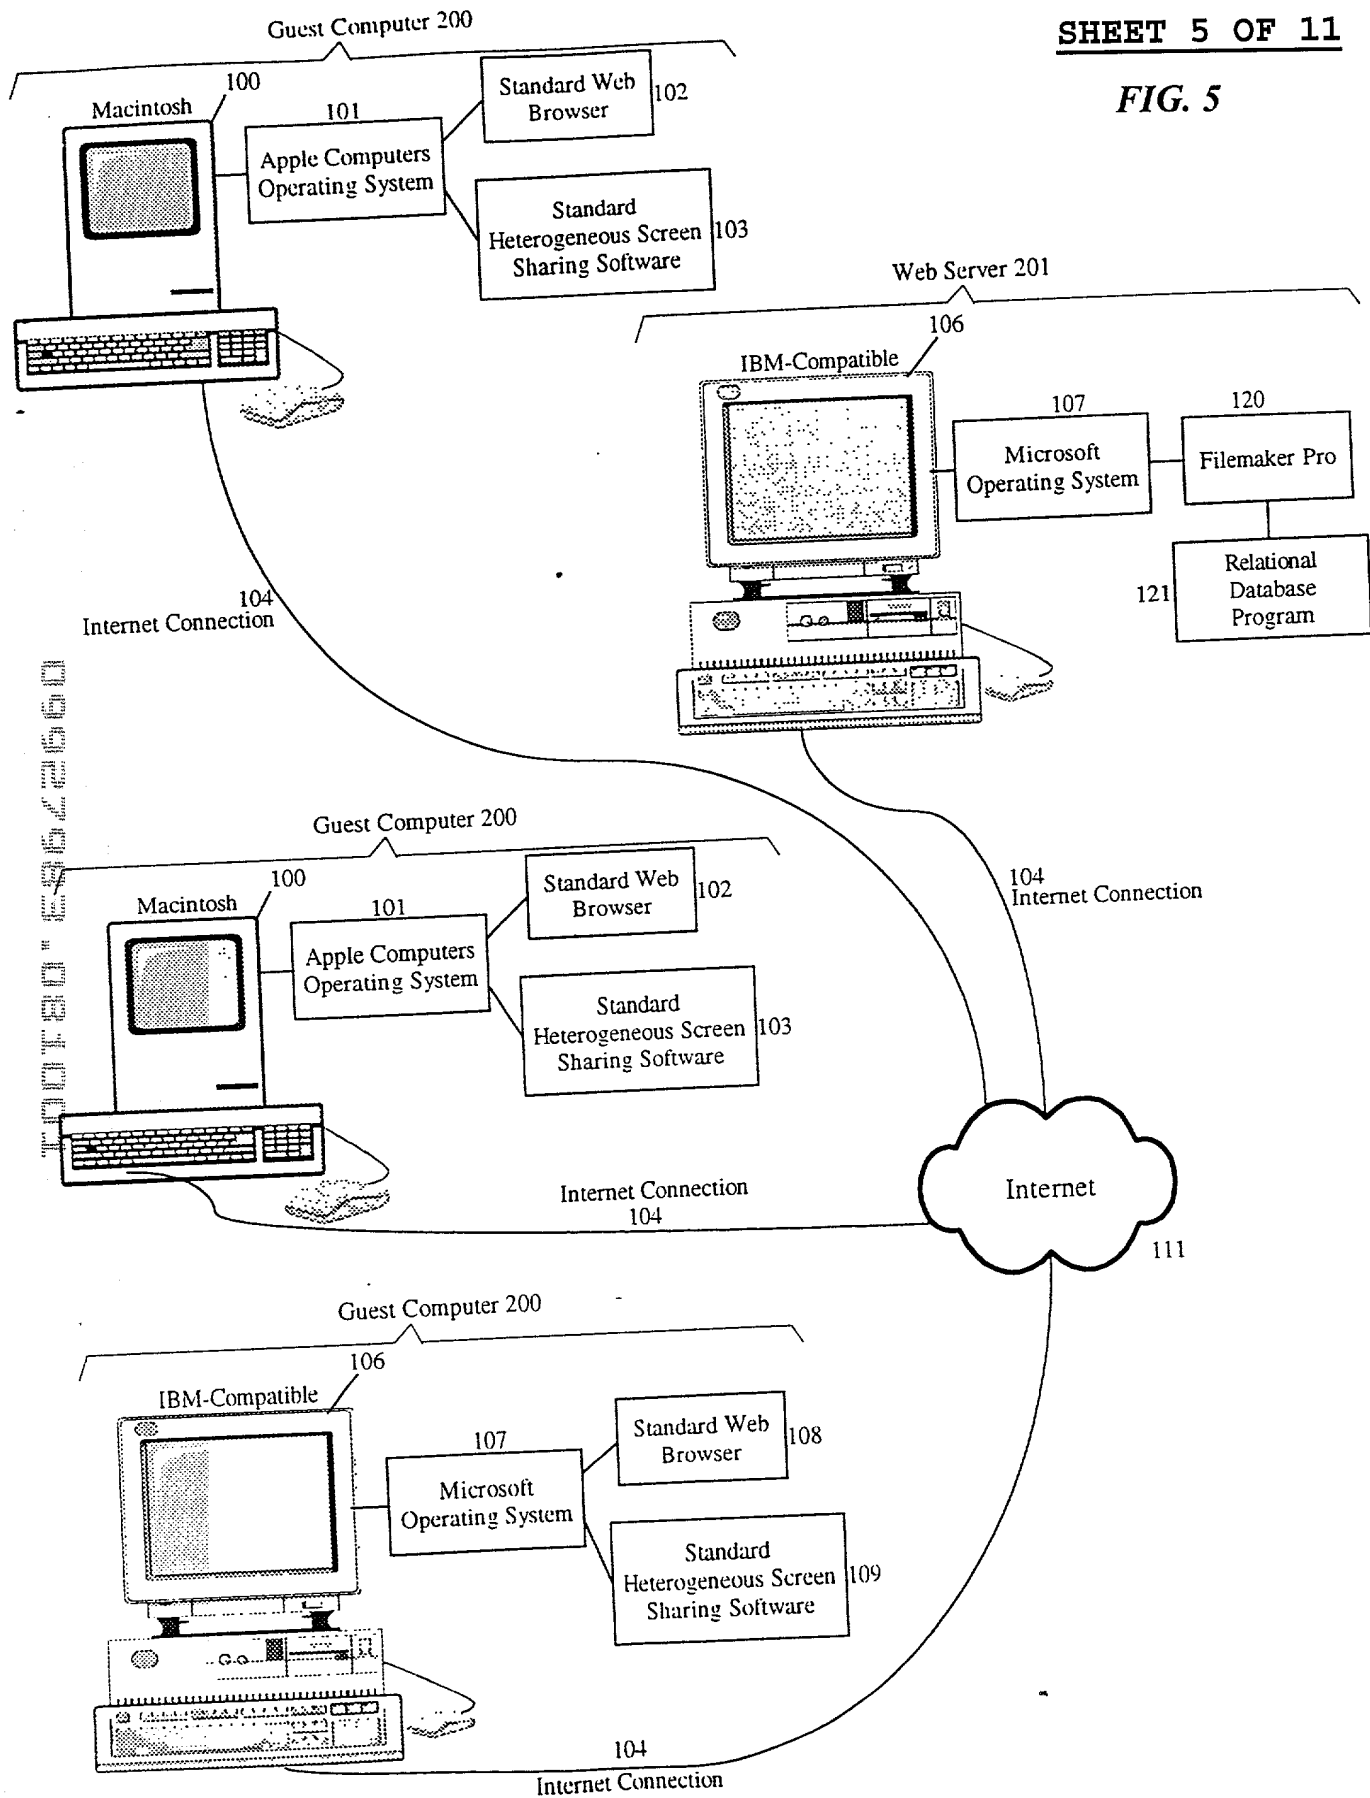 SHEET 5 OF 11
FIG. 5
Guest Computer 200
100
Macintosh
101
Apple Computers
Operating System
Standard Web
Browser
102
Standard
Heterogeneous Screen
Sharing Software
103
104
Internet Connection
Web Server 201
106
IBM-Compatible
107
Microsoft
Operating System
120
Filemaker Pro
121
Relational
Database
Program
104
Internet Connection
Guest Computer 200
100
Macintosh
101
Apple Computers
Operating System
Standard Web
Browser
102
Standard
Heterogeneous Screen
Sharing Software
103
Internet Connection
104
Internet
111
Guest Computer 200
106
IBM-Compatible
107
Microsoft
Operating System
Standard Web
Browser
108
Standard
Heterogeneous Screen
Sharing Software
109
104
Internet Connection
09927983.081001